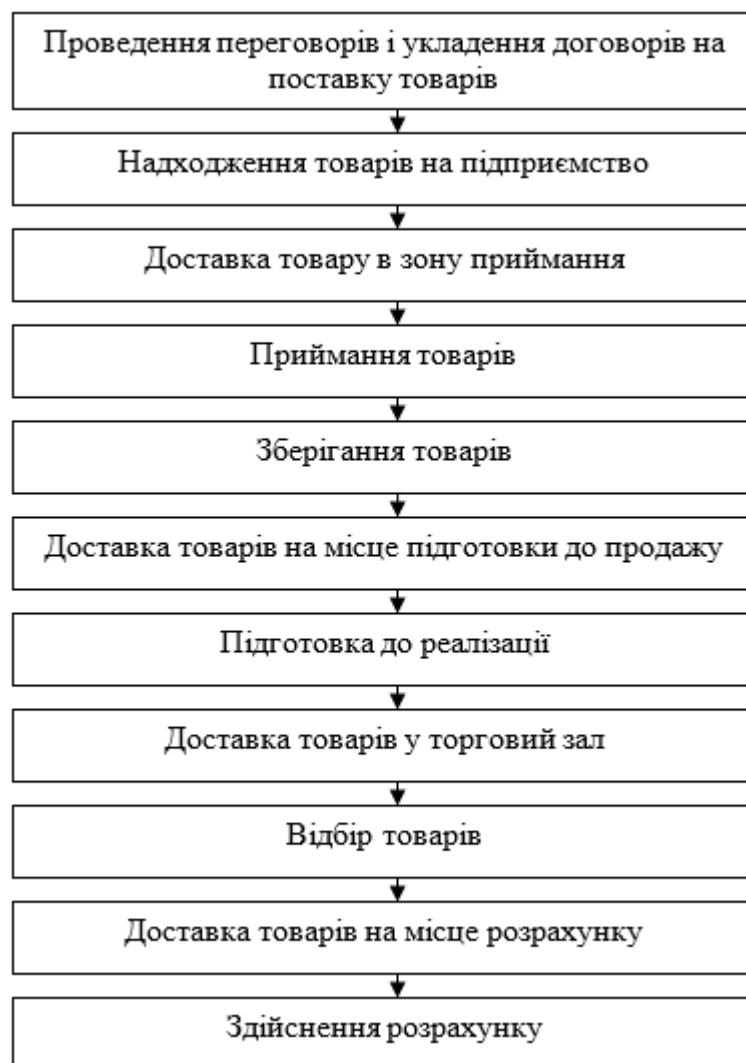 Проведення переговорів і укладення договорів на
поставку товарів
Надходження товарів на підприємство
Доставка товару в зону приймання
Приймання товарів
Зберігання товарів
Доставка товарів на місце підготовки до продажу
Підготовка до реалізації
Доставка товарів у торговий зал
Відбір товарів
Доставка товарів на місце розрахунку
Здійснення розрахунку